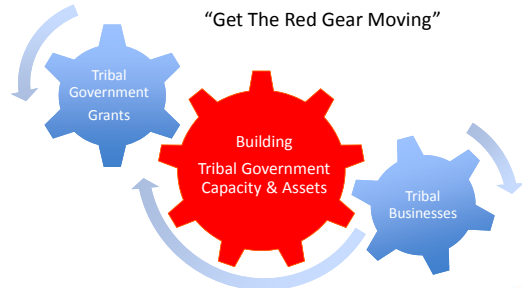 “Get The Red Gear Moving”
Tribal
Government
Grants
Building
Tribal Government
Capacity & Assets
Tribal
Businesses